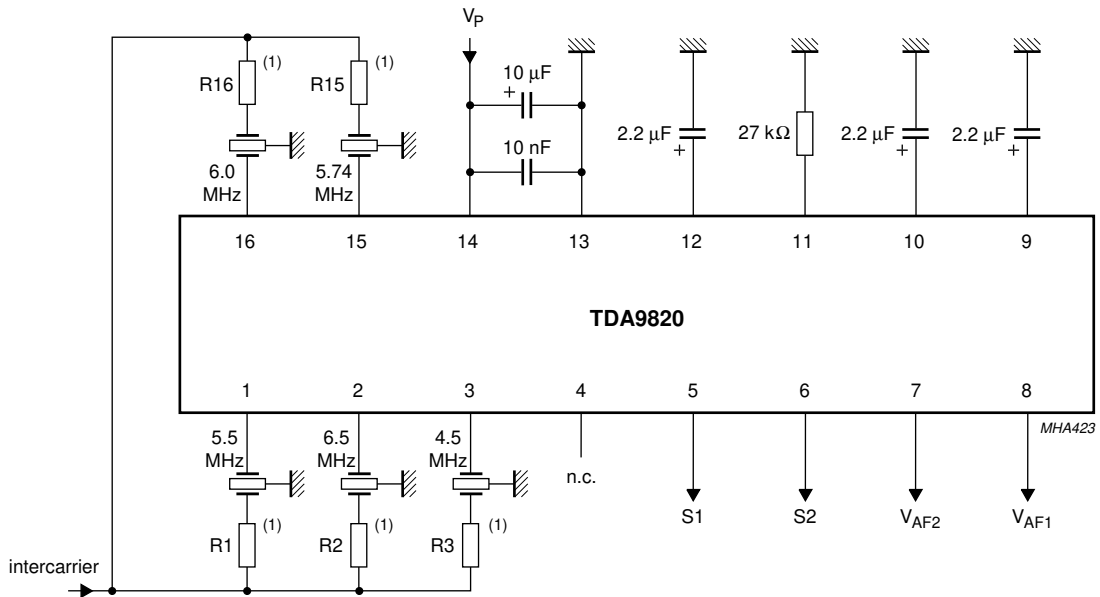 V_P
R16
(1)
R15
(1)
10 µF
+
10 nF
2.2 µF
+
27 kΩ
2.2 µF
+
2.2 µF
+
6.0
MHz
5.74
MHz
16 15 14 13 12 11 10 9
TDA9820
1 2 3 4 5 6 7 8
MHA423
5.5
MHz
6.5
MHz
4.5
MHz
n.c.
S1
S2
V_AF2
V_AF1
R1
(1)
R2
(1)
R3
(1)
intercarrier